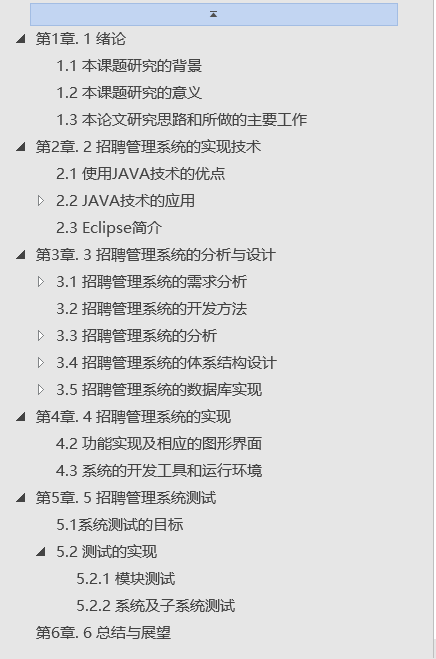 第1章. 1 绪论
1.1 本课题研究的背景
1.2 本课题研究的意义
1.3 本论文研究思路和所做的主要工作
第2章. 2 招聘管理系统的实现技术
2.1 使用JAVA技术的优点
2.2 JAVA技术的应用
2.3 Eclipse简介
第3章. 3 招聘管理系统的分析与设计
3.1 招聘管理系统的需求分析
3.2 招聘管理系统的开发方法
3.3 招聘管理系统的分析
3.4 招聘管理系统的体系结构设计
3.5 招聘管理系统的数据库实现
第4章. 4 招聘管理系统的实现
4.2 功能实现及相应的图形界面
4.3 系统的开发工具和运行环境
第5章. 5 招聘管理系统测试
5.1系统测试的目标
5.2 测试的实现
5.2.1 模块测试
5.2.2 系统及子系统测试
第6章. 6 总结与展望